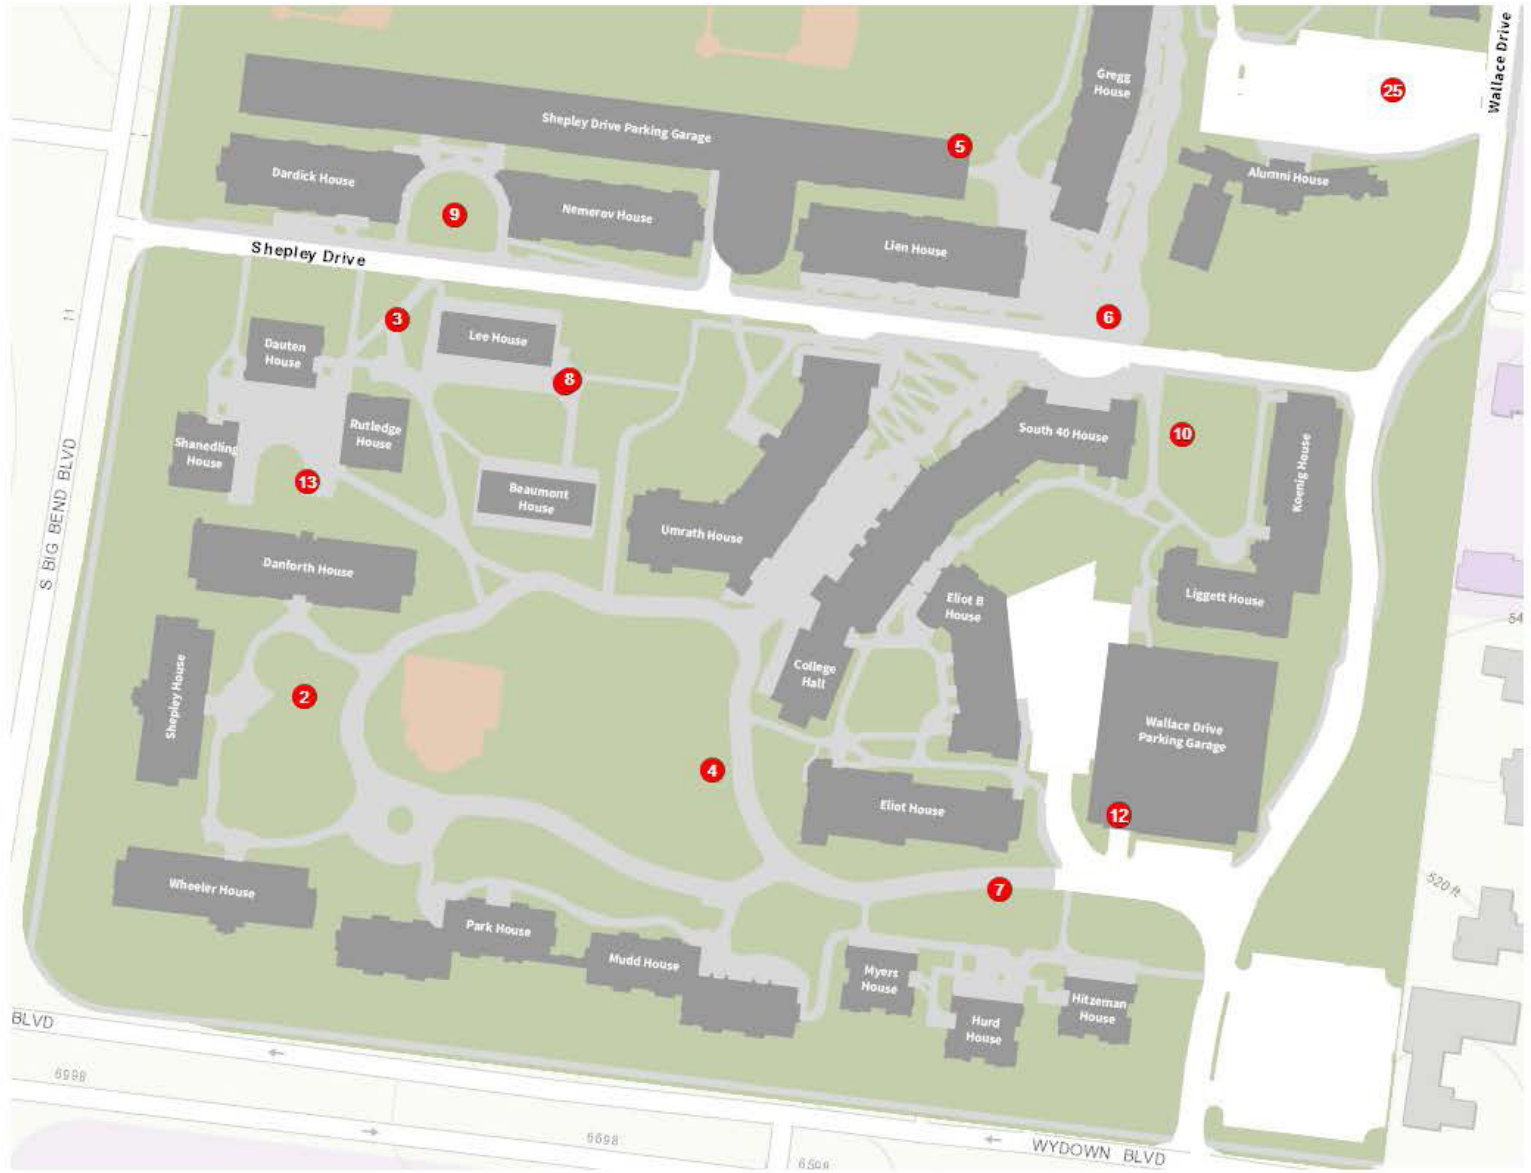 Gregg
House
Wallace Drive
25
Shepley Drive Parking Garage
5
Dardick House
Alumni House
9
Nemerov House
Lien House
Shepley Drive
11
3
6
Lee House
Dauten
House
8
Rutledge
House
South 40 House
10
Shanedling
House
Koenig House
13
Beaumont
House
S BIG BEND BLVD
Umrath House
Danforth House
Eliot B
House
Liggett House
54
Shepley House
College
Hall
2
Wallace Drive
Parking Garage
4
Eliot House
12
Wheeler House
7
520 ft
Park House
Mudd House
Myers
House
Hurd
House
Hitzeman
House
BLVD
6998
6698
WYDOWN BLVD